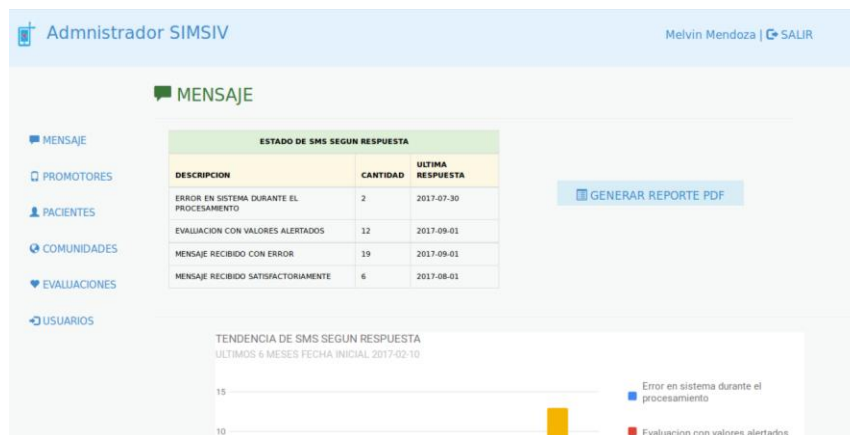 Admnistrador SIMSIV
Melvin Mendoza | SALIR
MENSAJE
MENSAJE
PROMOTORES
PACIENTES
COMUNIDADES
EVALUACIONES
USUARIOS
ESTADO DE SMS SEGUN RESPUESTA
DESCRIPCION CANTIDAD ULTIMA RESPUESTA
ERROR EN SISTEMA DURANTE EL
PROCESAMIENTO 2 2017-07-30
EVALUACION CON VALORES ALERTADOS 12 2017-09-01
MENSAJE RECIBIDO CON ERROR 19 2017-09-01
MENSAJE RECIBIDO SATISFACTORIAMENTE 6 2017-08-01
GENERAR REPORTE PDF
TENDENCIA DE SMS SEGUN RESPUESTA
ULTIMOS 6 MESES FECHA INICIAL 2017-02-10
15
10
Error en sistema durante el
procesamiento
Evaluacion con valores alertados